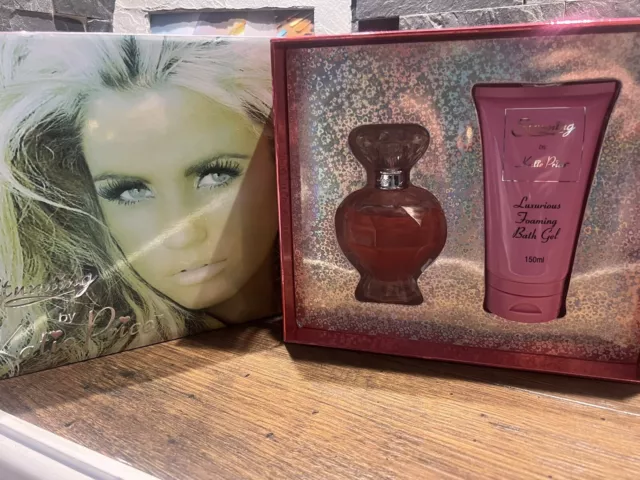 Stunning
BY
Katie Price
Stunning
by
Katie Price
Luxurious
Foaming
Bath Gel
150ml